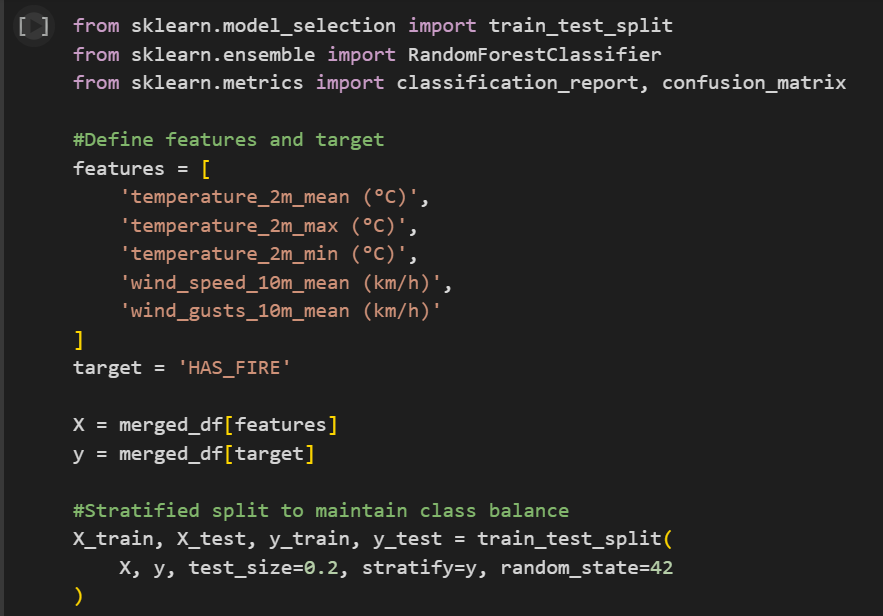 [ ] from sklearn.model_selection import train_test_split
from sklearn.ensemble import RandomForestClassifier
from sklearn.metrics import classification_report, confusion_matrix

#Define features and target
features = [
    'temperature_2m_mean (°C)',
    'temperature_2m_max (°C)',
    'temperature_2m_min (°C)',
    'wind_speed_10m_mean (km/h)',
    'wind_gusts_10m_mean (km/h)'
]
target = 'HAS_FIRE'

X = merged_df[features]
y = merged_df[target]

#Stratified split to maintain class balance
X_train, X_test, y_train, y_test = train_test_split(
    X, y, test_size=0.2, stratify=y, random_state=42
)